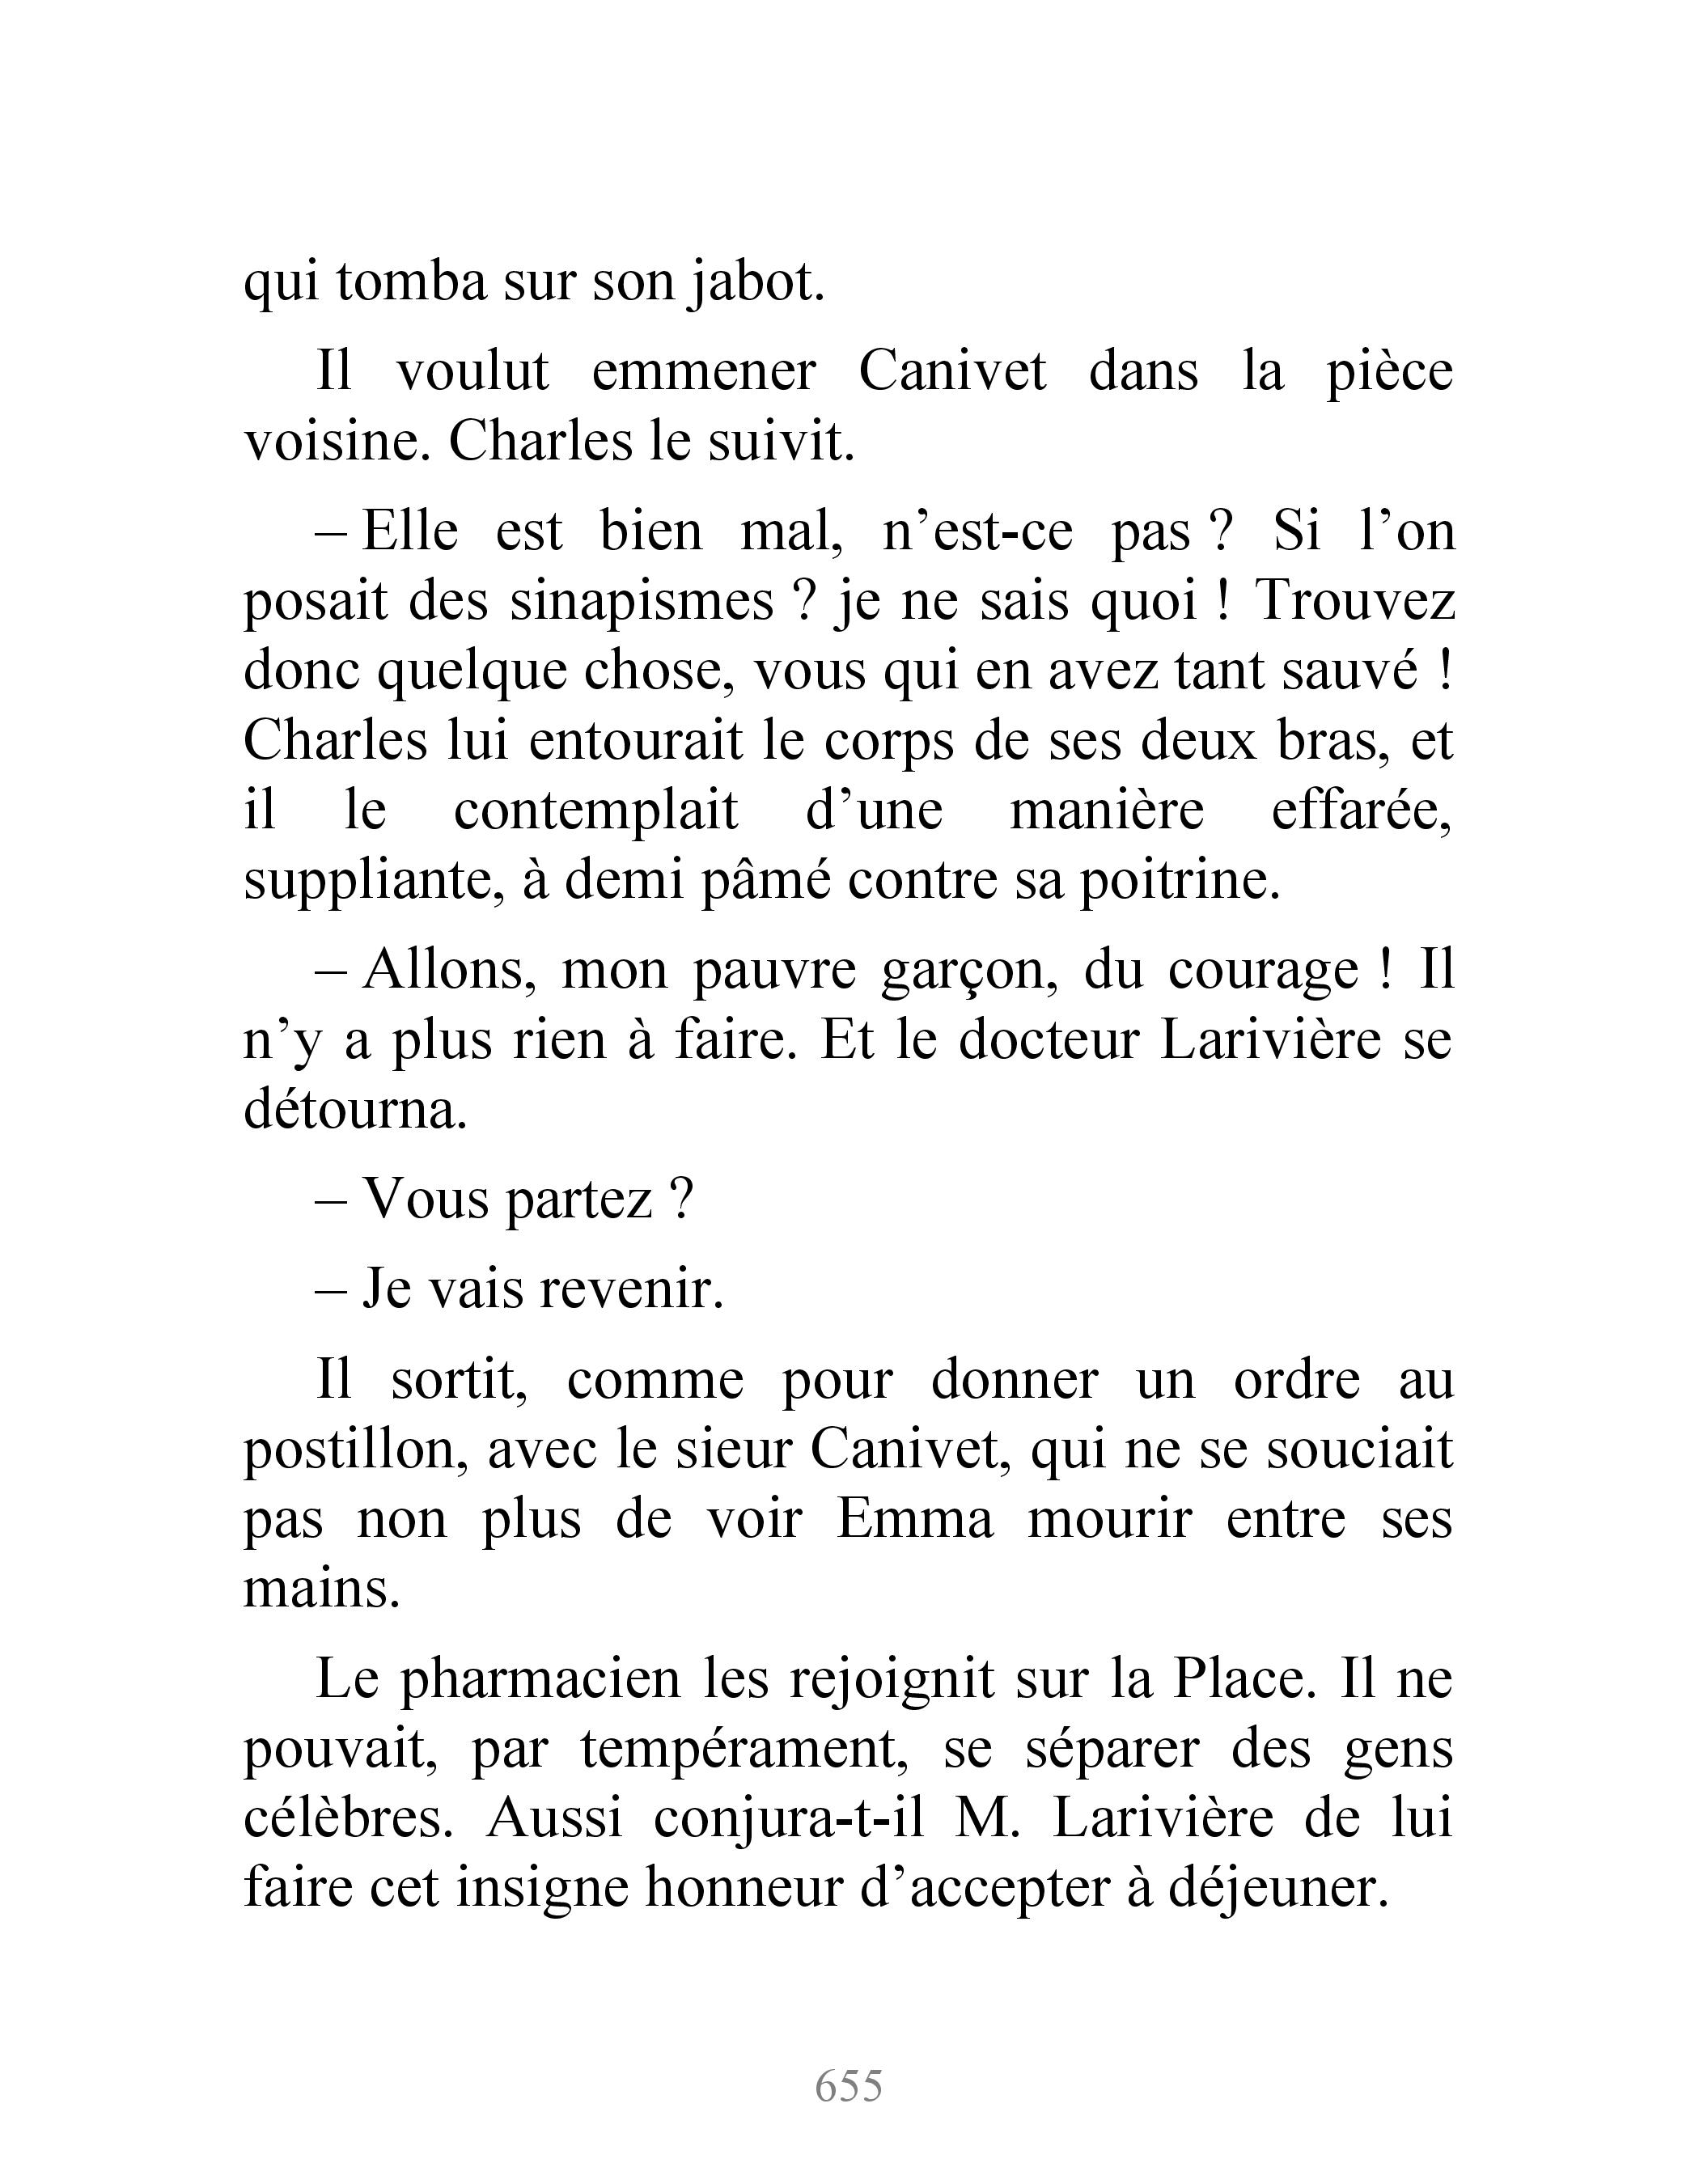 qui tomba sur son jabot.
Il voulut emmener Canivet dans la pièce
voisine. Charles le suivit.
– Elle est bien mal, n’est-ce pas ? Si l’on
posait des sinapismes ? je ne sais quoi ! Trouvez
donc quelque chose, vous qui en avez tant sauvé !
Charles lui entourait le corps de ses deux bras, et
il le contemplait d’une manière effarée,
suppliante, à demi pâmé contre sa poitrine.
– Allons, mon pauvre garçon, du courage ! Il
n’y a plus rien à faire. Et le docteur Larivière se
détourna.
– Vous partez ?
– Je vais revenir.
Il sortit, comme pour donner un ordre au
postillon, avec le sieur Canivet, qui ne se souciait
pas non plus de voir Emma mourir entre ses
mains.
Le pharmacien les rejoignit sur la Place. Il ne
pouvait, par tempérament, se séparer des gens
célèbres. Aussi conjura-t-il M. Larivière de lui
faire cet insigne honneur d’accepter à déjeuner.
655